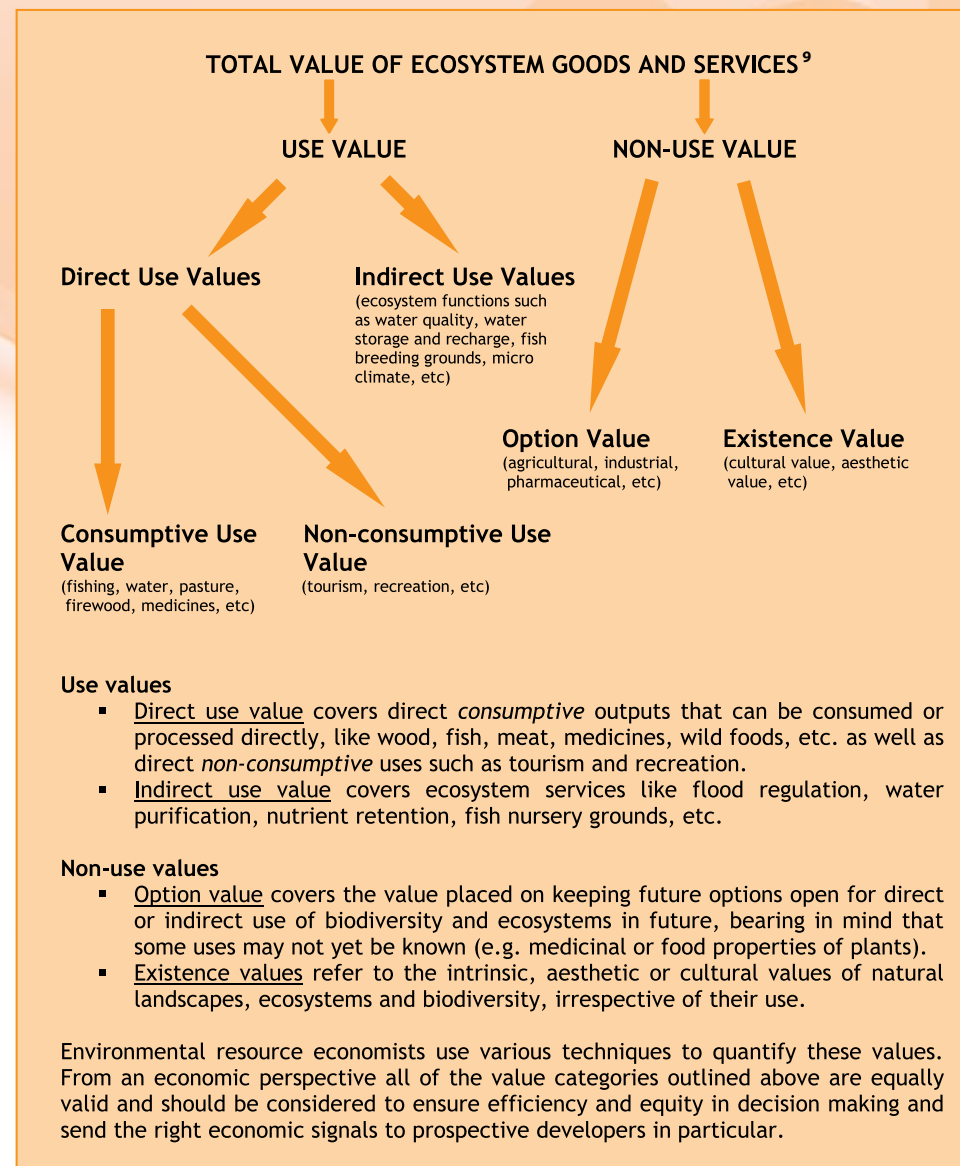 TOTAL VALUE OF ECOSYSTEM GOODS AND SERVICES⁹
USE VALUE
NON-USE VALUE
Direct Use Values
Indirect Use Values
(ecosystem functions such
as water quality, water
storage and recharge, fish
breeding grounds, micro
climate, etc)
Option Value
(agricultural, industrial,
pharmaceutical, etc)
Existence Value
(cultural value, aesthetic
value, etc)
Consumptive Use
Value
(fishing, water, pasture,
firewood, medicines, etc)
Non-consumptive Use
Value
(tourism, recreation, etc)
Use values
▪ Direct use value covers direct consumptive outputs that can be consumed or
processed directly, like wood, fish, meat, medicines, wild foods, etc. as well as
direct non-consumptive uses such as tourism and recreation.
▪ Indirect use value covers ecosystem services like flood regulation, water
purification, nutrient retention, fish nursery grounds, etc.
Non-use values
▪ Option value covers the value placed on keeping future options open for direct
or indirect use of biodiversity and ecosystems in future, bearing in mind that
some uses may not yet be known (e.g. medicinal or food properties of plants).
▪ Existence values refer to the intrinsic, aesthetic or cultural values of natural
landscapes, ecosystems and biodiversity, irrespective of their use.
Environmental resource economists use various techniques to quantify these values.
From an economic perspective all of the value categories outlined above are equally
valid and should be considered to ensure efficiency and equity in decision making and
send the right economic signals to prospective developers in particular.